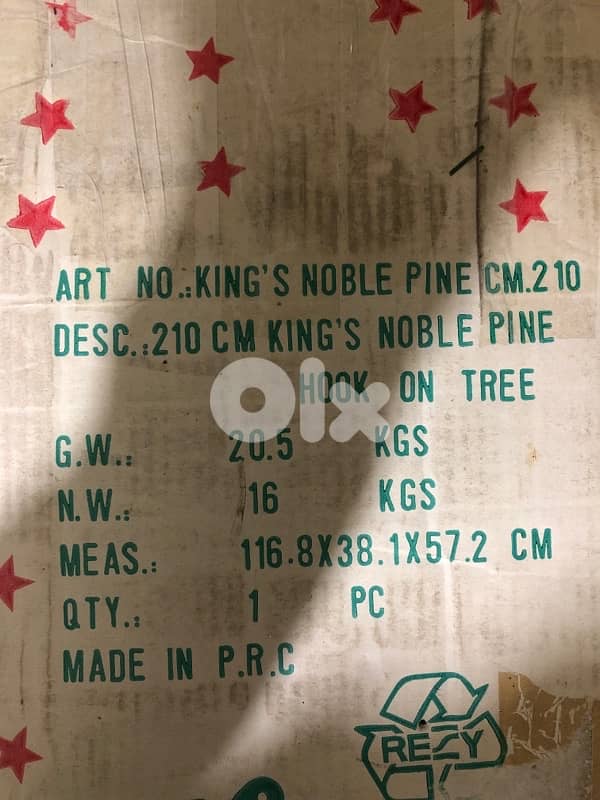 ART NO.:KING'S NOBLE PINE CM.210
DESC.:210 CM KING'S NOBLE PINE
HOOK ON TREE
olx
G.W.: 20.5 KGS
N.W.: 16 KGS
MEAS.: 116.8X38.1X57.2 CM
QTY.: 1 PC
MADE IN P.R.C
RESY